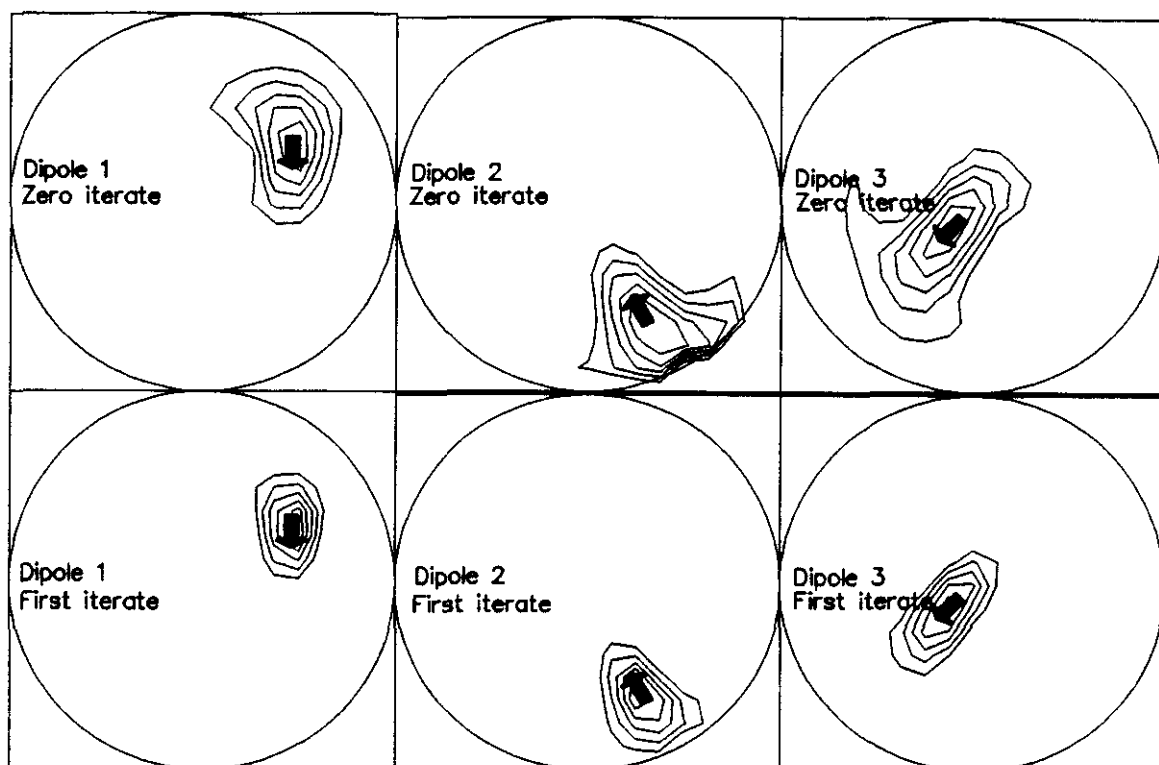 Dipole 1
Zero iterate
Dipole 2
Zero iterate
Dipole 3
Zero iterate
Dipole 1
First iterate
Dipole 2
First iterate
Dipole 3
First iterate